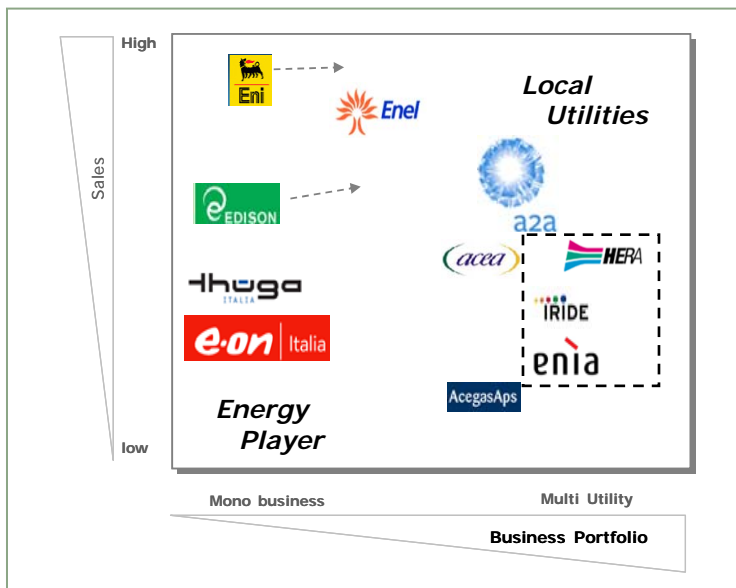 High
Sales
low
Eni
Enel
Local
Utilities
EDISON
a2a
acea
HERA
thüga
ITALIA
IRIDE
e·on | Italia
enìa
AcegasAps
Energy
Player
Mono business
Multi Utility
Business Portfolio